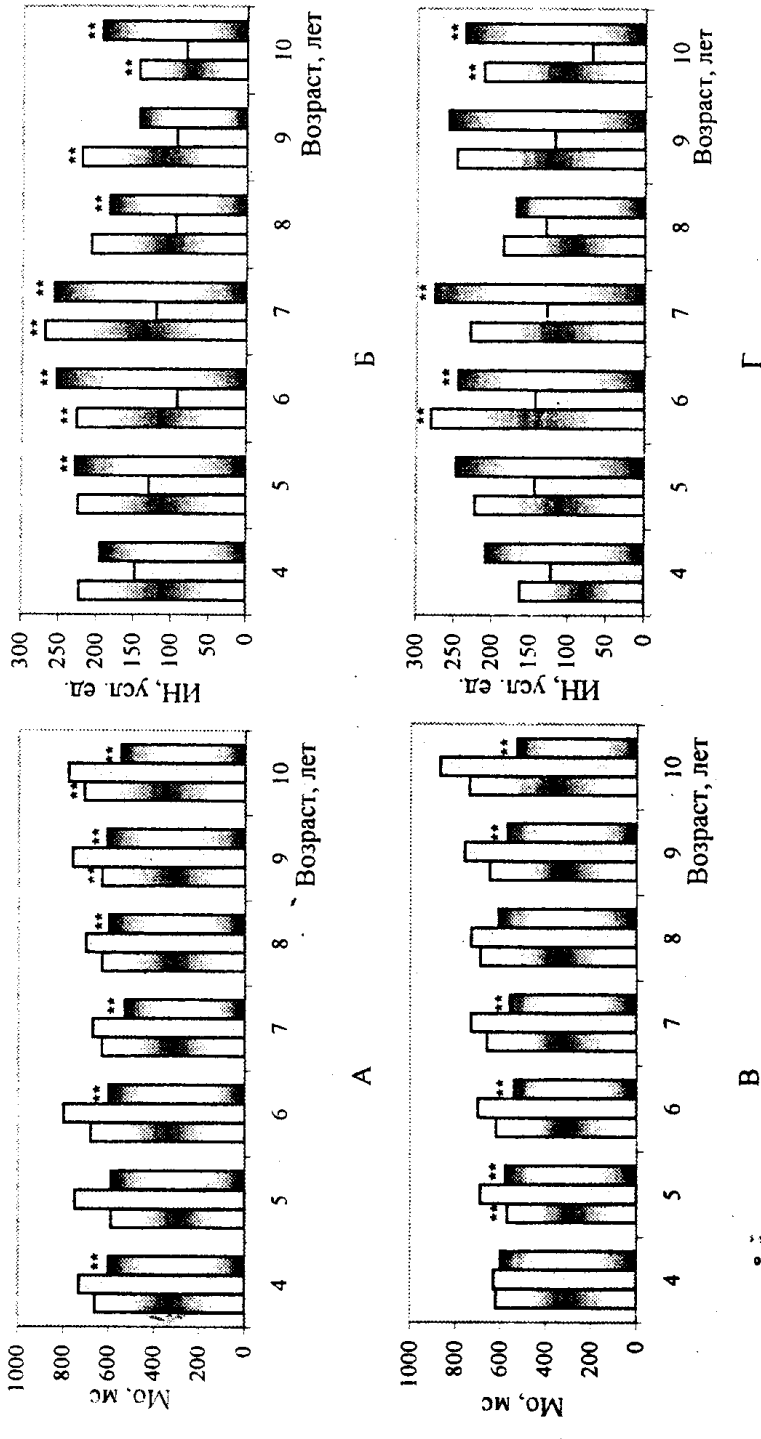 Мо, мс
1000
800
600
400
200
0
** ** ** ** ** ** ** **
4 5 6 7 8 9 10
Возраст, лет
А
ИН, усл. ед.
300
250
200
150
100
50
0
** ** ** ** ** ** ** ** **
4 5 6 7 8 9 10
Возраст, лет
Б
Мо, мс
1000
800
600
400
200
0
** ** ** ** ** **
4 5 6 7 8 9 10
Возраст, лет
В
ИН, усл. ед.
300
250
200
150
100
50
0
** ** ** ** **
4 5 6 7 8 9 10
Возраст, лет
Г